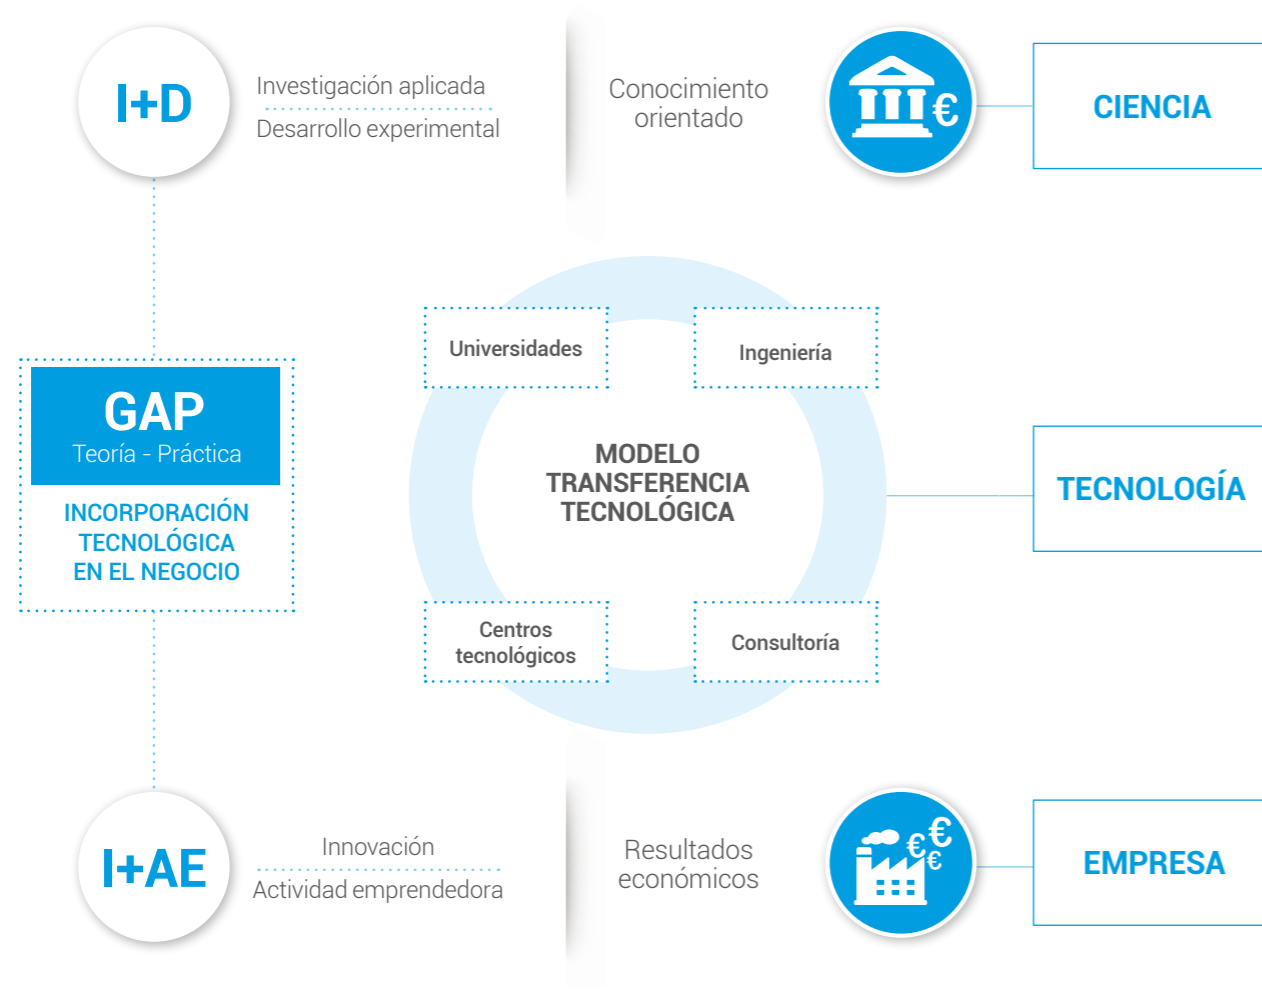 I+D
Investigación aplicada
Desarrollo experimental
Conocimiento
orientado
€
CIENCIA
GAP
Teoría - Práctica
INCORPORACIÓN
TECNOLÓGICA
EN EL NEGOCIO
Universidades
Ingeniería
MODELO
TRANSFERENCIA
TECNOLÓGICA
Centros
tecnológicos
Consultoría
TECNOLOGÍA
I+AE
Innovación
Actividad emprendedora
Resultados
económicos
€ €
€
EMPRESA